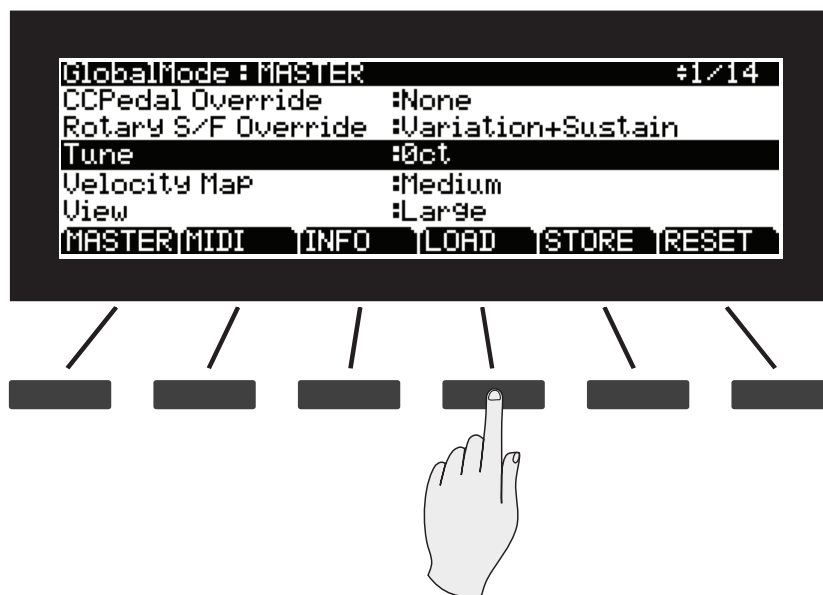 GlobalMode:MASTER ÷1/14
CCPedal Override :None
Rotary S/F Override :Variation+Sustain
Tune :0ct
Velocity Map :Medium
View :Large
MASTER MIDI INFO LOAD STORE RESET